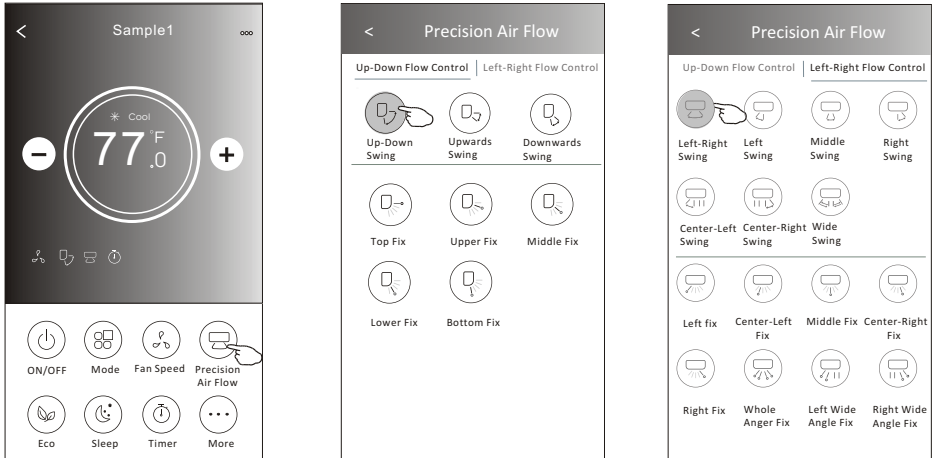 Sample1
Cool
77.0 °F
ON/OFF Mode Fan Speed Precision Air Flow
Eco Sleep Timer More
Precision Air Flow
Up-Down Flow Control Left-Right Flow Control
Up-Down Swing Upwards Swing Downwards Swing
Top Fix Upper Fix Middle Fix
Lower Fix Bottom Fix
Precision Air Flow
Up-Down Flow Control Left-Right Flow Control
Left-Right Swing Left Swing Middle Swing Right Swing
Center-Left Swing Center-Right Swing Wide Swing
Left fix Center-Left Fix Middle Fix Center-Right Fix
Right Fix Whole Anger Fix Left Wide Angle Fix Right Wide Angle Fix